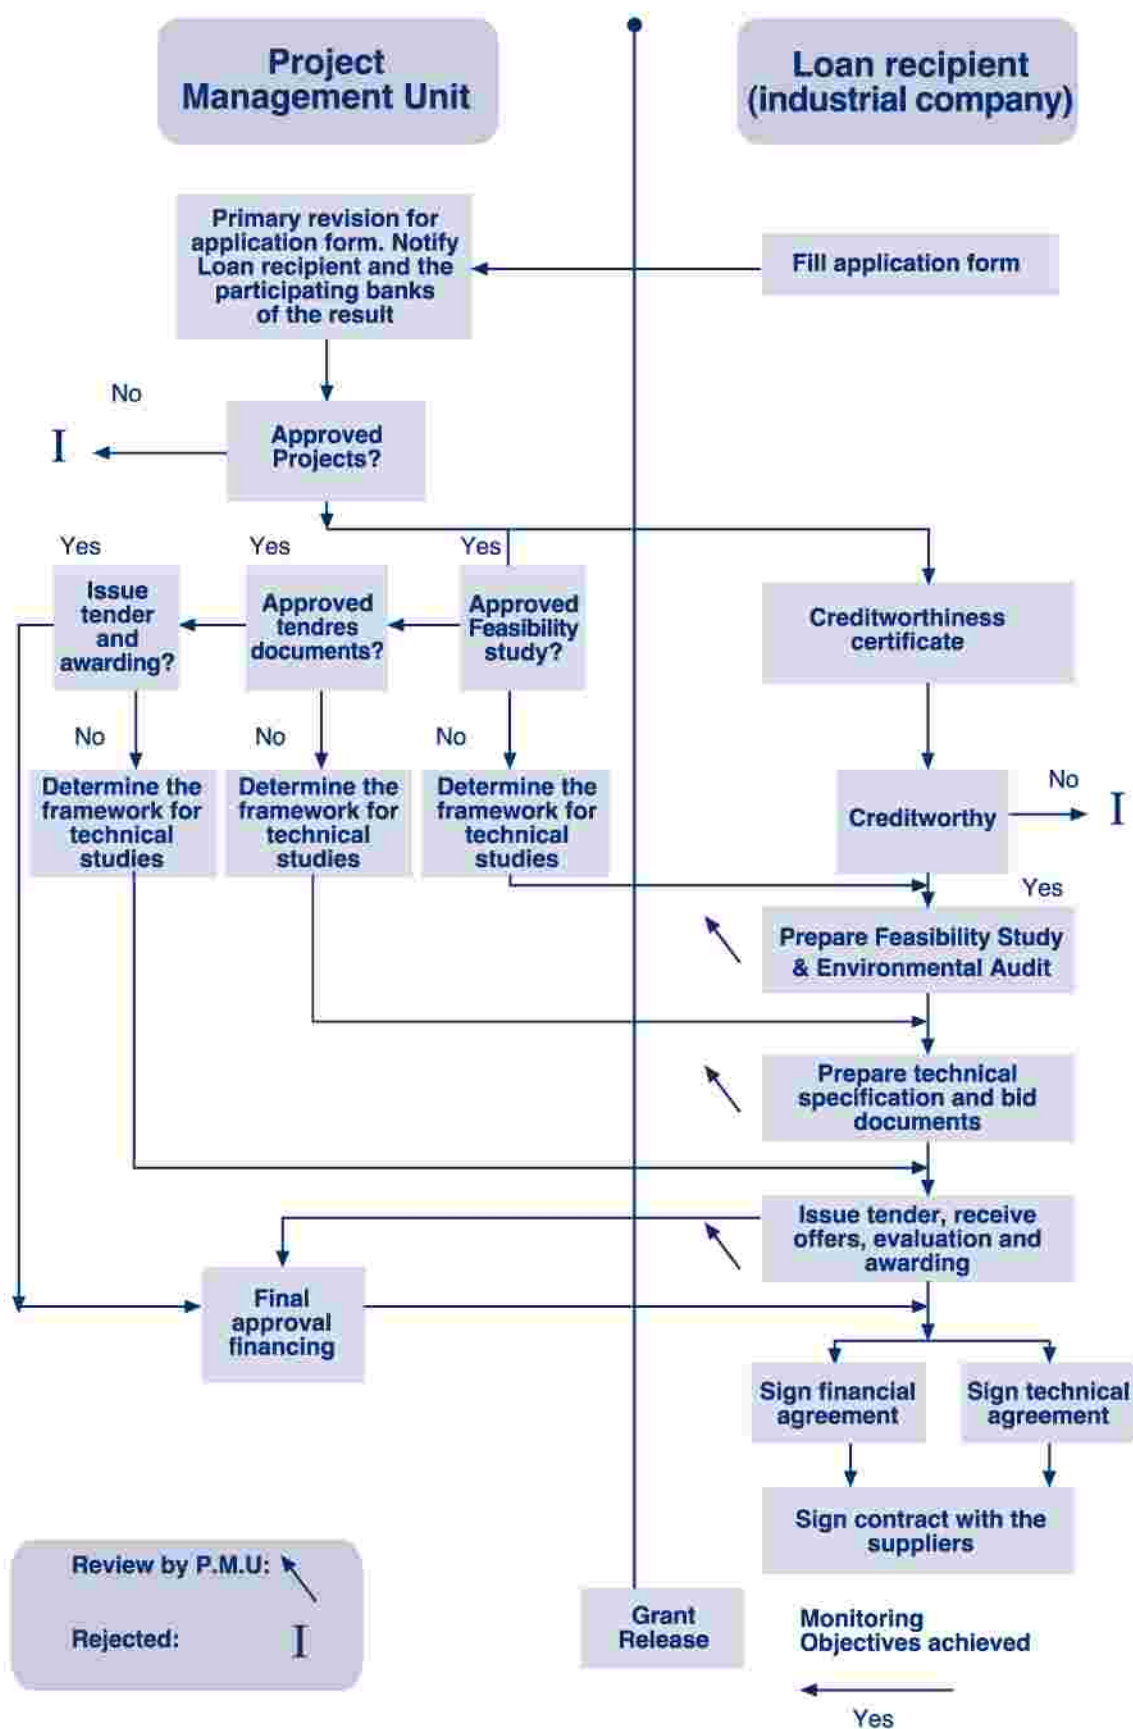 Project
Management Unit
Loan recipient
(industrial company)
Primary revision for
application form. Notify
Loan recipient and the
participating banks
of the result
Fill application form
No
I
Approved
Projects?
Yes
Yes
Yes
Issue
tender
and
awarding?
Approved
tendres
documents?
Approved
Feasibility
study?
Creditworthiness
certificate
No
No
No
Determine the
framework for
technical
studies
Determine the
framework for
technical
studies
Determine the
framework for
technical
studies
Creditworthy
No
I
Yes
Prepare Feasibility Study
& Environmental Audit
Prepare technical
specification and bid
documents
Issue tender, receive
offers, evaluation and
awarding
Final
approval
financing
Sign financial
agreement
Sign technical
agreement
Sign contract with the
suppliers
Review by P.M.U:
Rejected: I
Grant
Release
Monitoring
Objectives achieved
Yes